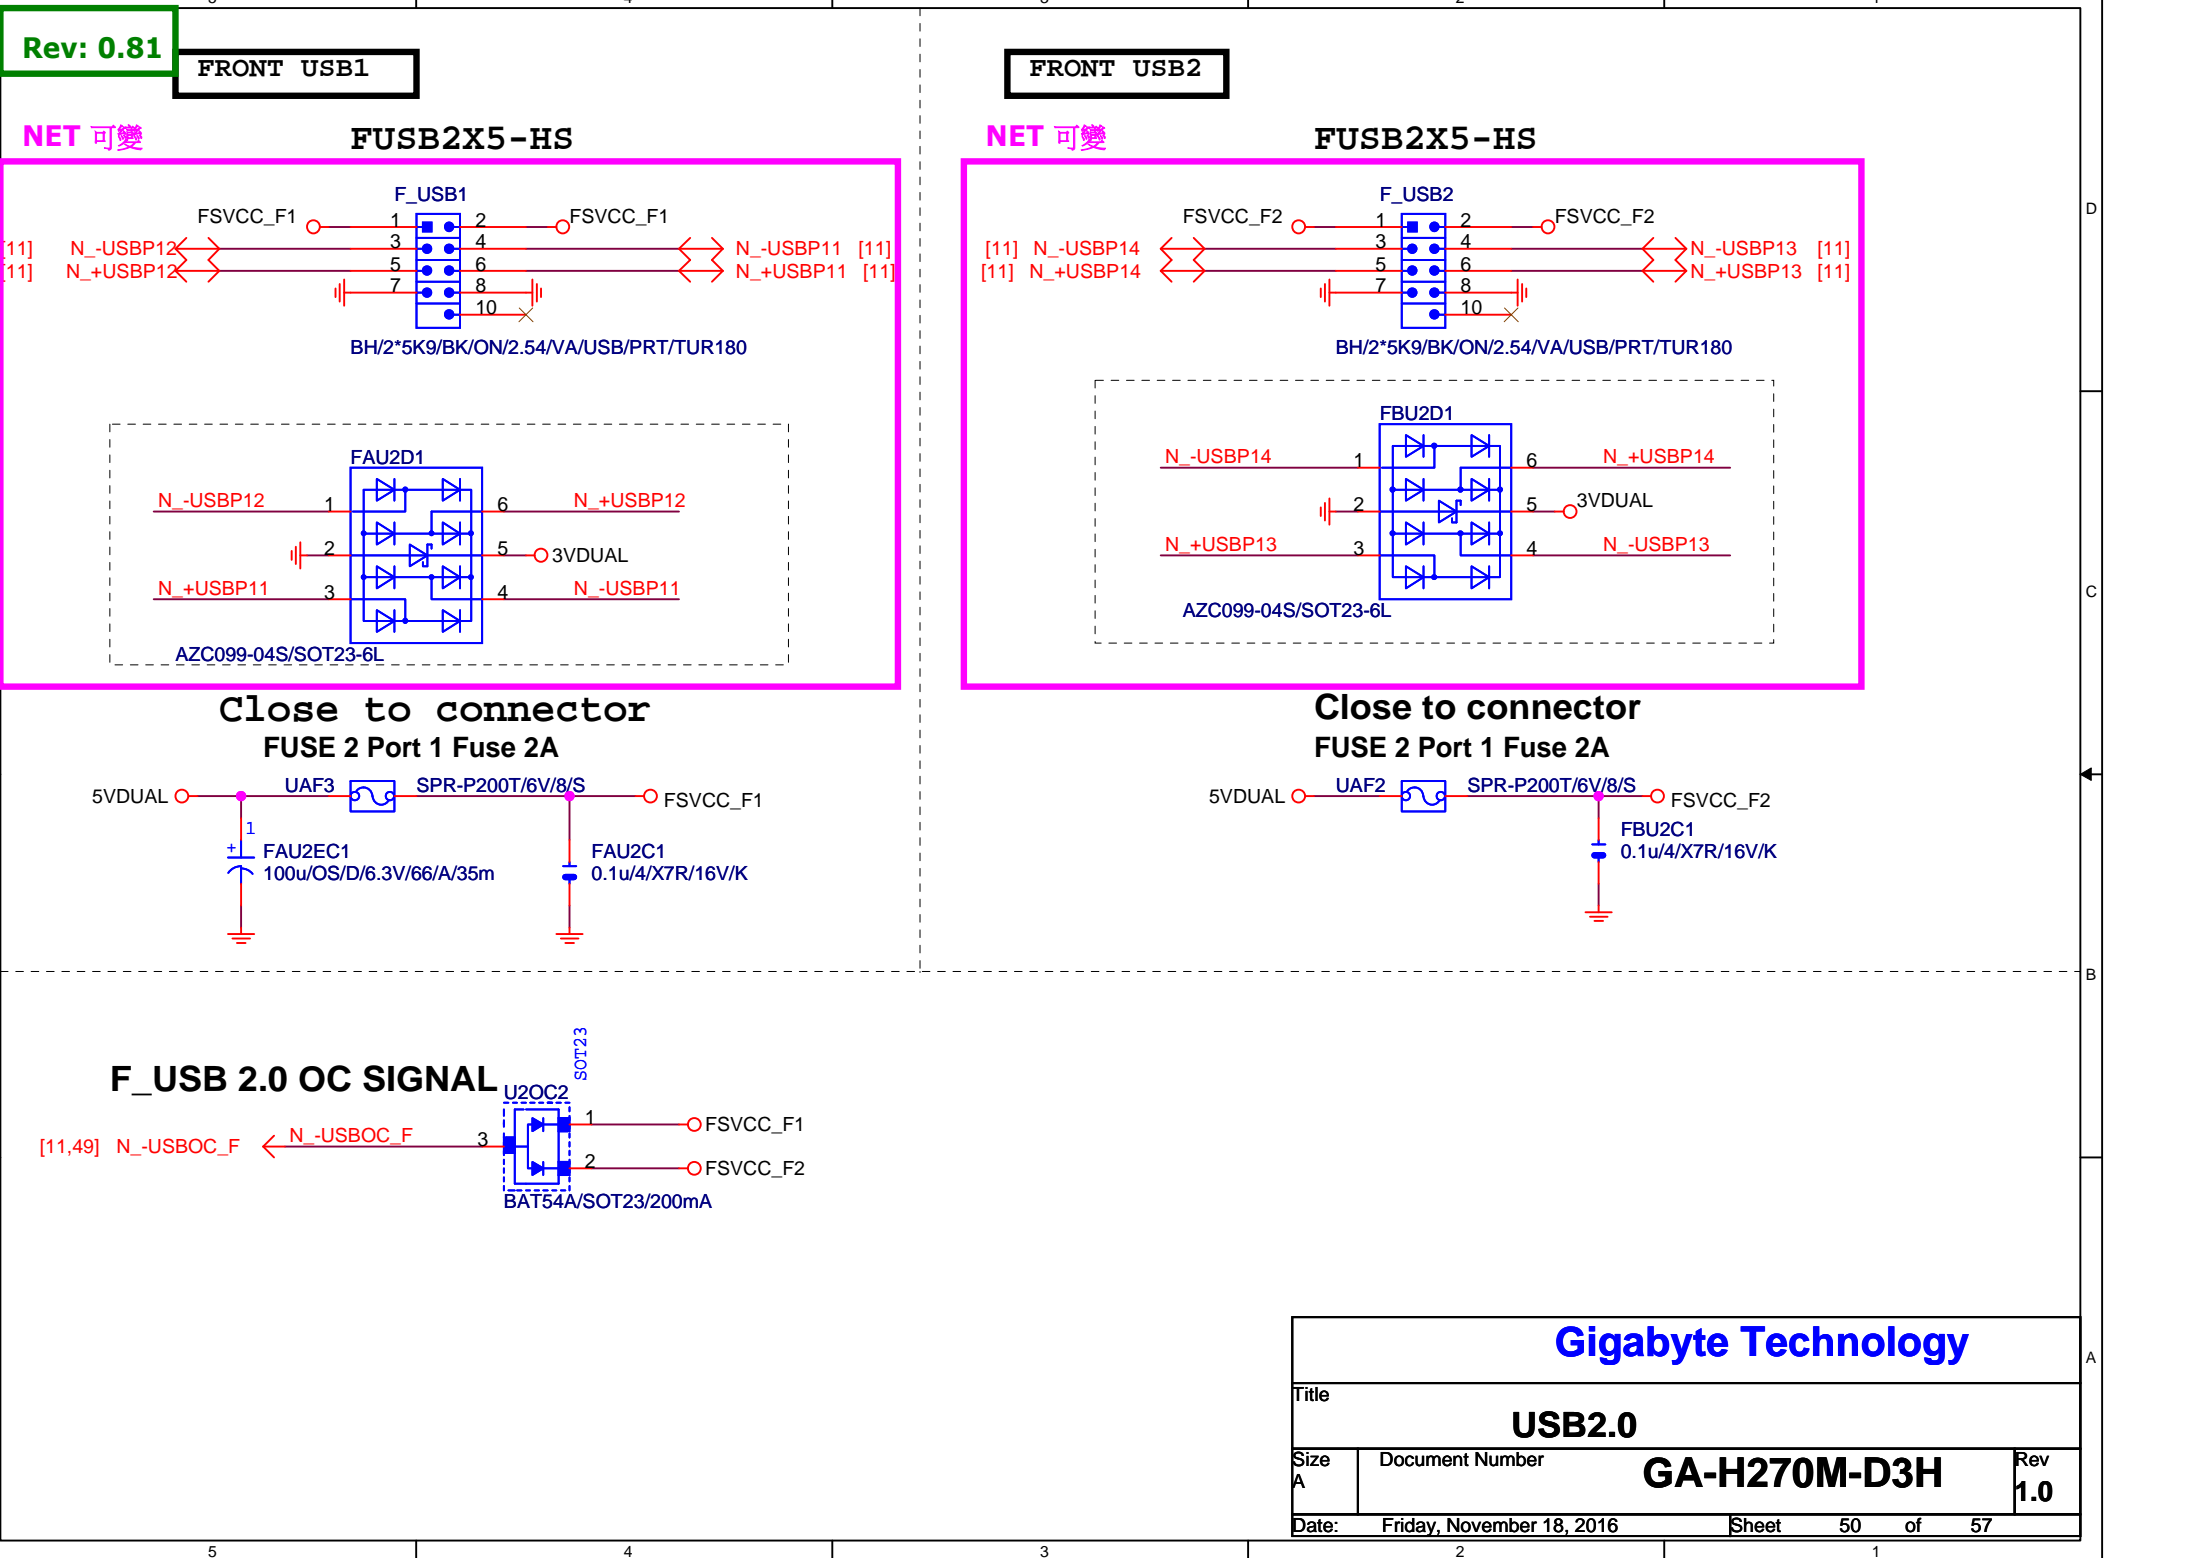 5 4 3 2 1
Rev: 0.81
FRONT USB1
FRONT USB2
NET 可變
FUSB2X5-HS
NET 可變
FUSB2X5-HS
D
F_USB1
FSVCC_F1 1 2 FSVCC_F1
[11] N_-USBP12 3 4 N_-USBP11 [11]
[11] N_+USBP12 5 6 N_+USBP11 [11]
7 8
10
BH/2*5K9/BK/ON/2.54/VA/USB/PRT/TUR180
F_USB2
FSVCC_F2 1 2 FSVCC_F2
[11] N_-USBP14 3 4 N_-USBP13 [11]
[11] N_+USBP14 5 6 N_+USBP13 [11]
7 8
10
BH/2*5K9/BK/ON/2.54/VA/USB/PRT/TUR180
FAU2D1
N_-USBP12 1 6 N_+USBP12
2 5 3VDUAL
N_+USBP11 3 4 N_-USBP11
AZC099-04S/SOT23-6L
FBU2D1
N_-USBP14 1 6 N_+USBP14
2 5 3VDUAL
N_+USBP13 3 4 N_-USBP13
AZC099-04S/SOT23-6L
C
Close to connector
FUSE 2 Port 1 Fuse 2A
5VDUAL UAF3 SPR-P200T/6V/8/S FSVCC_F1
1
+
FAU2EC1
100u/OS/D/6.3V/66/A/35m
FAU2C1
0.1u/4/X7R/16V/K
Close to connector
FUSE 2 Port 1 Fuse 2A
5VDUAL UAF2 SPR-P200T/6V/8/S FSVCC_F2
FBU2C1
0.1u/4/X7R/16V/K
B
F_USB 2.0 OC SIGNAL
SOT23
U2OC2
[11,49] N_-USBOC_F N_-USBOC_F 3
1 FSVCC_F1
2 FSVCC_F2
BAT54A/SOT23/200mA
A
Gigabyte Technology
Title
USB2.0
Size
A
Document Number
GA-H270M-D3H
Rev
1.0
Date: Friday, November 18, 2016 Sheet 50 of 57
5 4 3 2 1